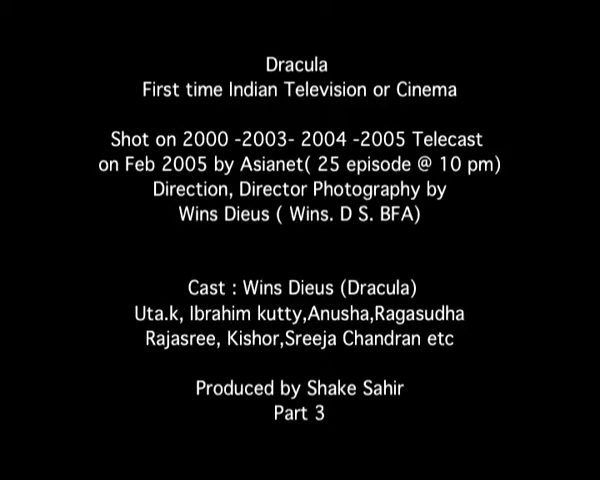 Dracula
First time Indian Television or Cinema
Shot on 2000 -2003- 2004 -2005 Telecast
on Feb 2005 by Asianet( 25 episode @ 10 pm)
Direction, Director Photography by
Wins Dieus ( Wins. D S. BFA)
Cast : Wins Dieus (Dracula)
Uta.k, Ibrahim kutty,Anusha,Ragasudha
Rajasree, Kishor,Sreeja Chandran etc
Produced by Shake Sahir
Part 3